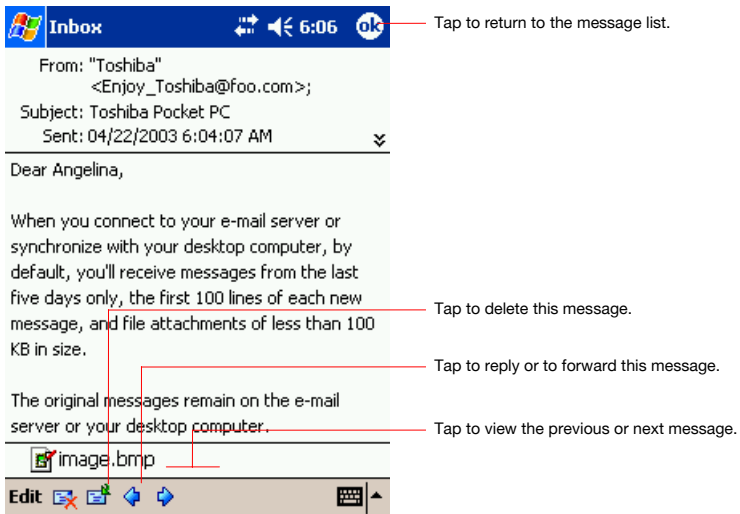 Inbox 6:06 ok
Tap to return to the message list.
From: "Toshiba"
<Enjoy_Toshiba@foo.com>;
Subject: Toshiba Pocket PC
Sent: 04/22/2003 6:04:07 AM
Dear Angelina,
When you connect to your e-mail server or
synchronize with your desktop computer, by
default, you'll receive messages from the last
five days only, the first 100 lines of each new
message, and file attachments of less than 100
KB in size.
The original messages remain on the e-mail
server or your desktop computer.
image.bmp
Edit
Tap to delete this message.
Tap to reply or to forward this message.
Tap to view the previous or next message.